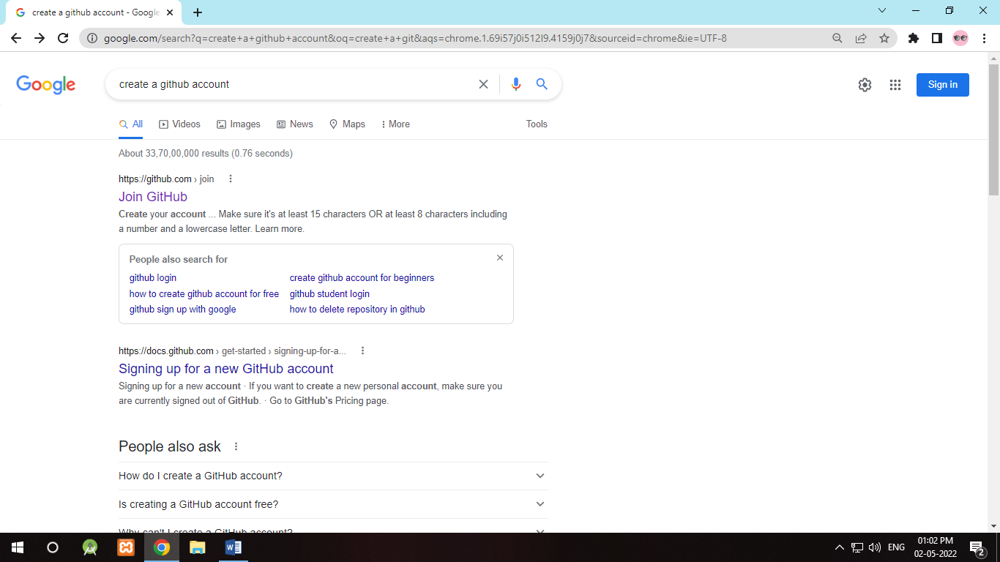 create a github account - Google
google.com/search?q=create+a+github+account&oq=create+a+git&aqs=chrome.1.69i57j0i512l9.4159j0j7&sourceid=chrome&ie=UTF-8
Google
create a github account
Sign in
All Videos Images News Maps More Tools
About 33,70,00,000 results (0.76 seconds)
https://github.com › join
Join GitHub
Create your account ... Make sure it's at least 15 characters OR at least 8 characters including
a number and a lowercase letter. Learn more.
People also search for
github login create github account for beginners
how to create github account for free github student login
github sign up with google how to delete repository in github
https://docs.github.com › get-started › signing-up-for-a...
Signing up for a new GitHub account
Signing up for a new account · If you want to create a new personal account, make sure you
are currently signed out of GitHub. · Go to GitHub's Pricing page.
People also ask
How do I create a GitHub account?
Is creating a GitHub account free?
Why can't I create a GitHub account?
ENG
01:02 PM
02-05-2022
2